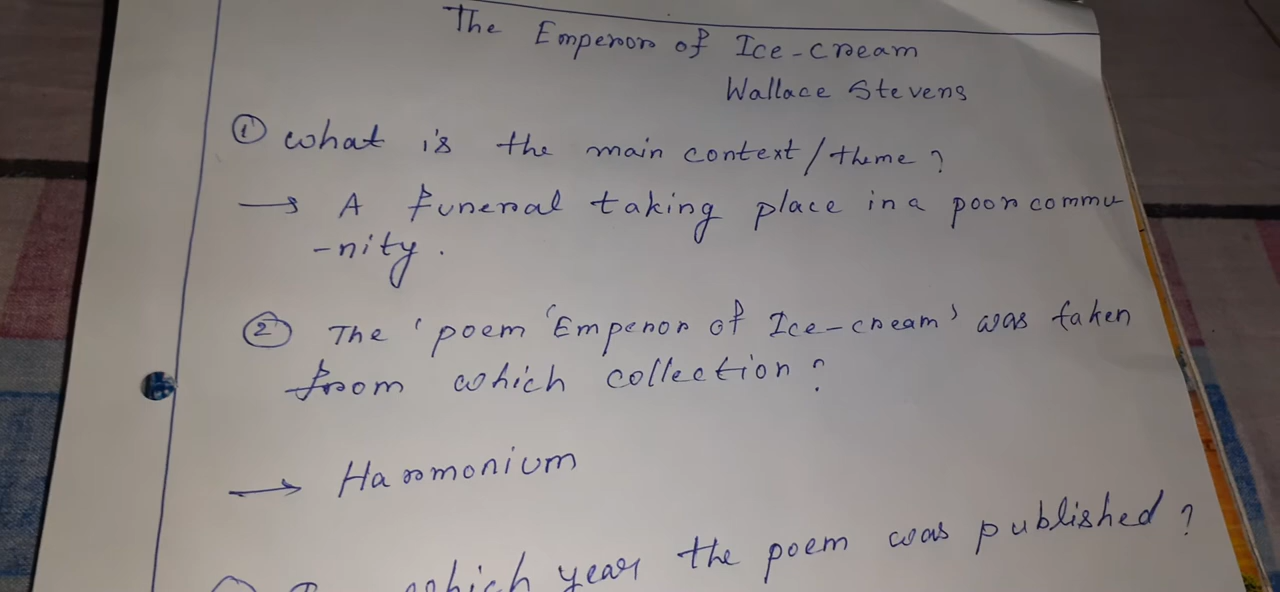 The Emperor of Ice-cream
Wallace Stevens
① What is the main context/theme?
→ A funeral taking place in a poor commu
-nity.
② The 'poem 'Emperor of Ice-cream' was taken
from which collection?
→ Harmonium
which year the poem was published?